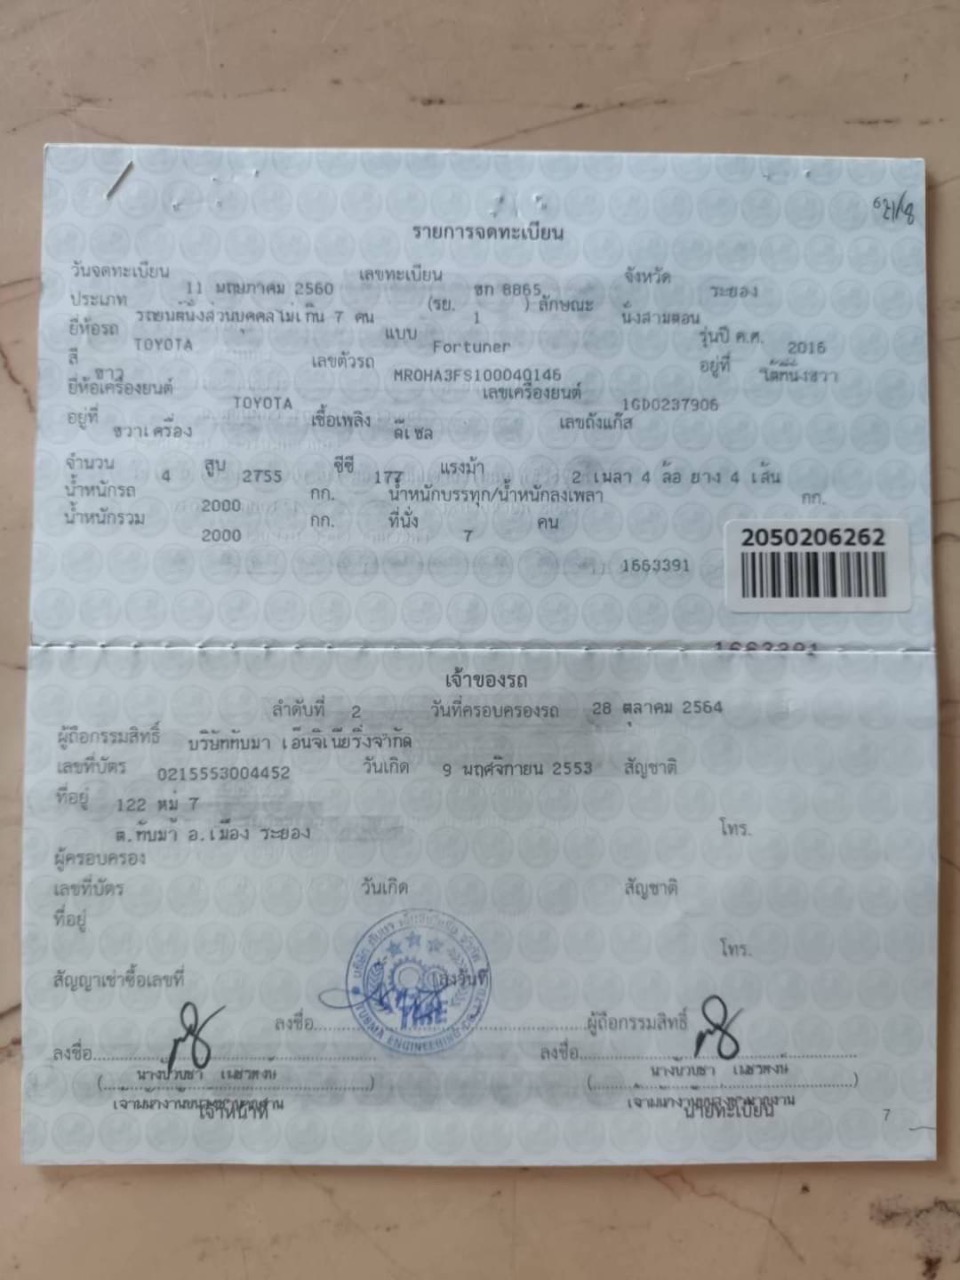 รายการจดทะเบียน
วันจดทะเบียน 11 พฤษภาคม 2560 เลขทะเบียน ขก 8865 จังหวัด ระยอง
ประเภท รถยนต์นั่งส่วนบุคคลไม่เกิน 7 คน (รย. 1 ) ลักษณะ นั่งสามตอน
ยี่ห้อรถ TOYOTA แบบ Fortuner รุ่นปี ค.ศ. 2016
สี ขาว เลขตัวรถ MR0HA3FS100040146 อยู่ที่ ใต้ที่นั่งขวา
ยี่ห้อเครื่องยนต์ TOYOTA เลขเครื่องยนต์ 1GD0237906
อยู่ที่ ขวาเครื่อง เชื้อเพลิง ดีเซล เลขถังแก๊ส
จำนวน 4 สูบ 2755 ซีซี 177 แรงม้า 2 เพลา 4 ล้อ ยาง 4 เส้น
น้ำหนักรถ 2000 กก. น้ำหนักบรรทุก/น้ำหนักลงเพลา กก.
น้ำหนักรวม 2000 กก. ที่นั่ง 7 คน
2050206262
1663391
1663391
เจ้าของรถ
ลำดับที่ 2 วันที่ครอบครองรถ 28 ตุลาคม 2564
ผู้ถือกรรมสิทธิ์ บริษัททับมา เอ็นจิเนียริ่งจำกัด
เลขที่บัตร 0215553004452 วันเกิด 9 พฤศจิกายน 2553 สัญชาติ
ที่อยู่ 122 หมู่ 7
ต.ทับมา อ.เมือง ระยอง โทร.
ผู้ครอบครอง
เลขที่บัตร วันเกิด สัญชาติ
ที่อยู่
โทร.
สัญญาเช่าซื้อเลขที่ ลงวันที่
TUBMA ENGINEERING CO.,LTD.
ลงชื่อ ผู้ถือกรรมสิทธิ์
ลงชื่อ ลงชื่อ
เจ้าหน้าที่ นายทะเบียน
7